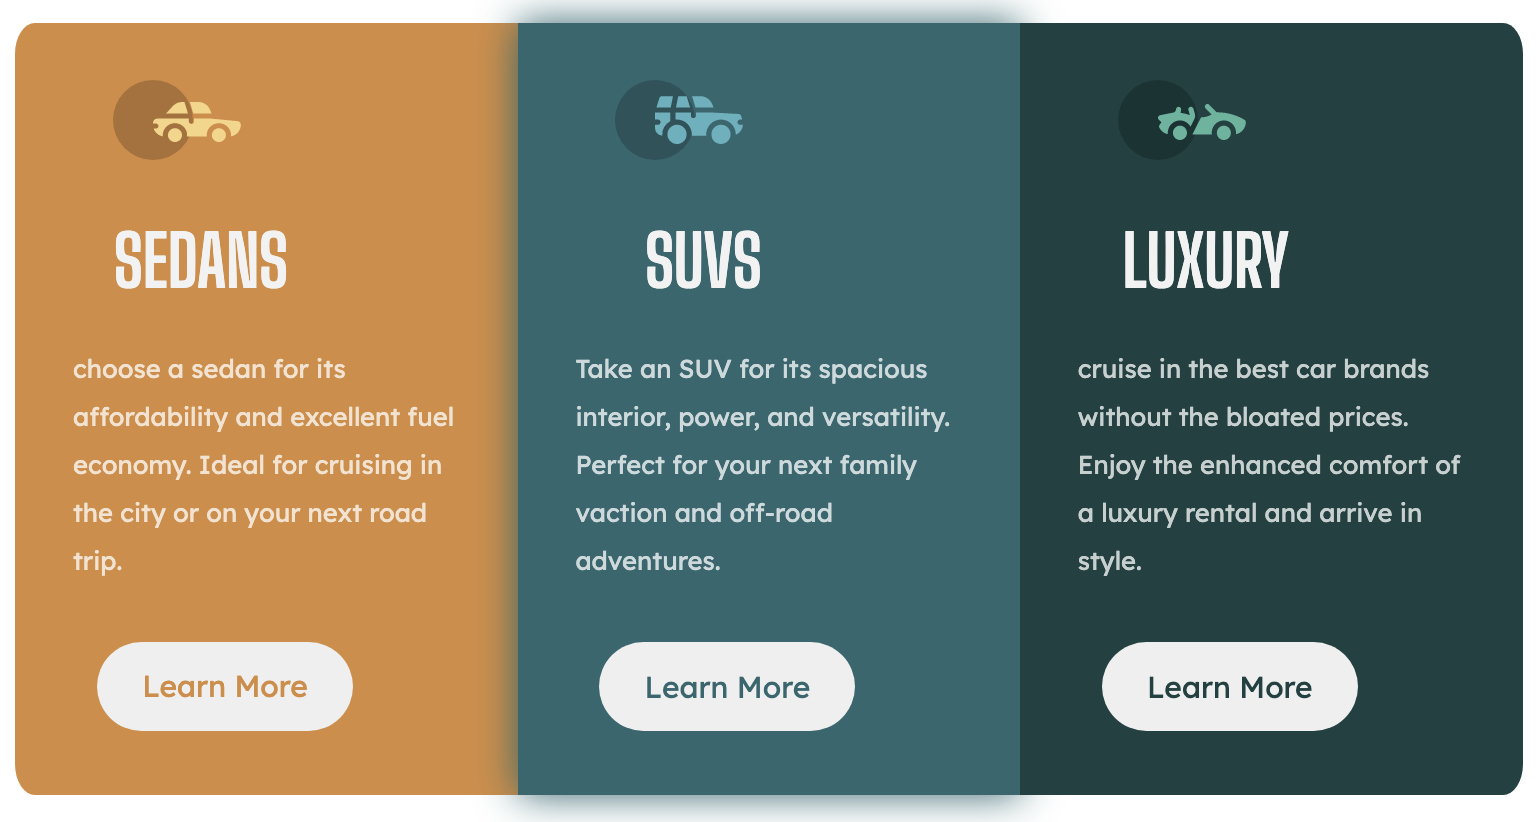 SEDANS
choose a sedan for its
affordability and excellent fuel
economy. Ideal for cruising in
the city or on your next road
trip.
Learn More
SUVS
Take an SUV for its spacious
interior, power, and versatility.
Perfect for your next family
vaction and off-road
adventures.
Learn More
LUXURY
cruise in the best car brands
without the bloated prices.
Enjoy the enhanced comfort of
a luxury rental and arrive in
style.
Learn More